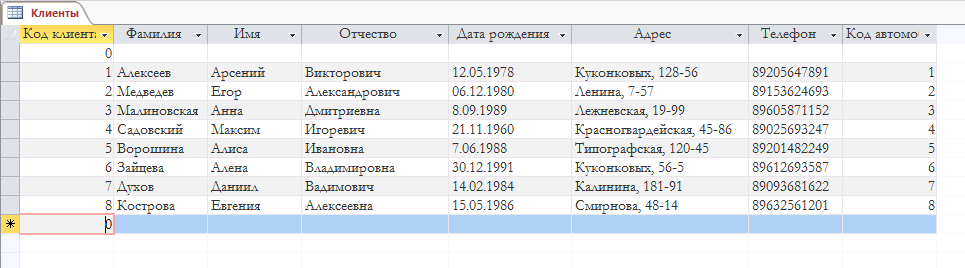 Клиенты
Код клиента Фамилия Имя Отчество Дата рождения Адрес Телефон Код автомо
0
1 Алексеев Арсений Викторович 12.05.1978 Куконковых, 128-56 89205647891 1
2 Медведев Егор Александрович 06.12.1980 Ленина, 7-57 89153624693 2
3 Малиновская Анна Дмитриевна 8.09.1989 Лежневская, 19-99 89605871152 3
4 Садовский Максим Игоревич 21.11.1960 Красногвардейская, 45-86 89025693247 4
5 Ворошина Алиса Ивановна 7.06.1988 Типографская, 120-45 89201482249 5
6 Зайцева Алена Владимировна 30.12.1991 Куконковых, 56-5 89612693587 6
7 Духов Даниил Вадимович 14.02.1984 Калинина, 181-91 89093681622 7
8 Кострова Евгения Алексеевна 15.05.1986 Смирнова, 48-14 89632561201 8
0